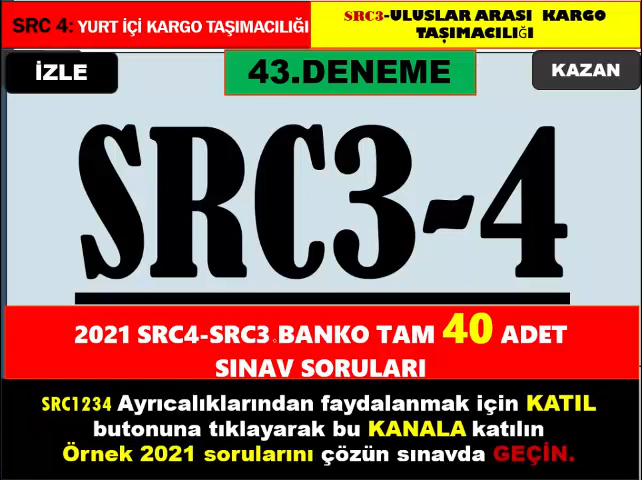 SRC 4: YURT İÇİ KARGO TAŞIMACILIĞI
SRC3-ULUSLAR ARASI KARGO
TAŞIMACILIĞI
İZLE
43.DENEME
KAZAN
SRC3-4
2021 SRC4-SRC3.BANKO TAM 40 ADET
SINAV SORULARI
SRC1234 Ayrıcalıklarından faydalanmak için KATIL
butonuna tıklayarak bu KANALA katılın
Örnek 2021 sorularını çözün sınavda GEÇİN.